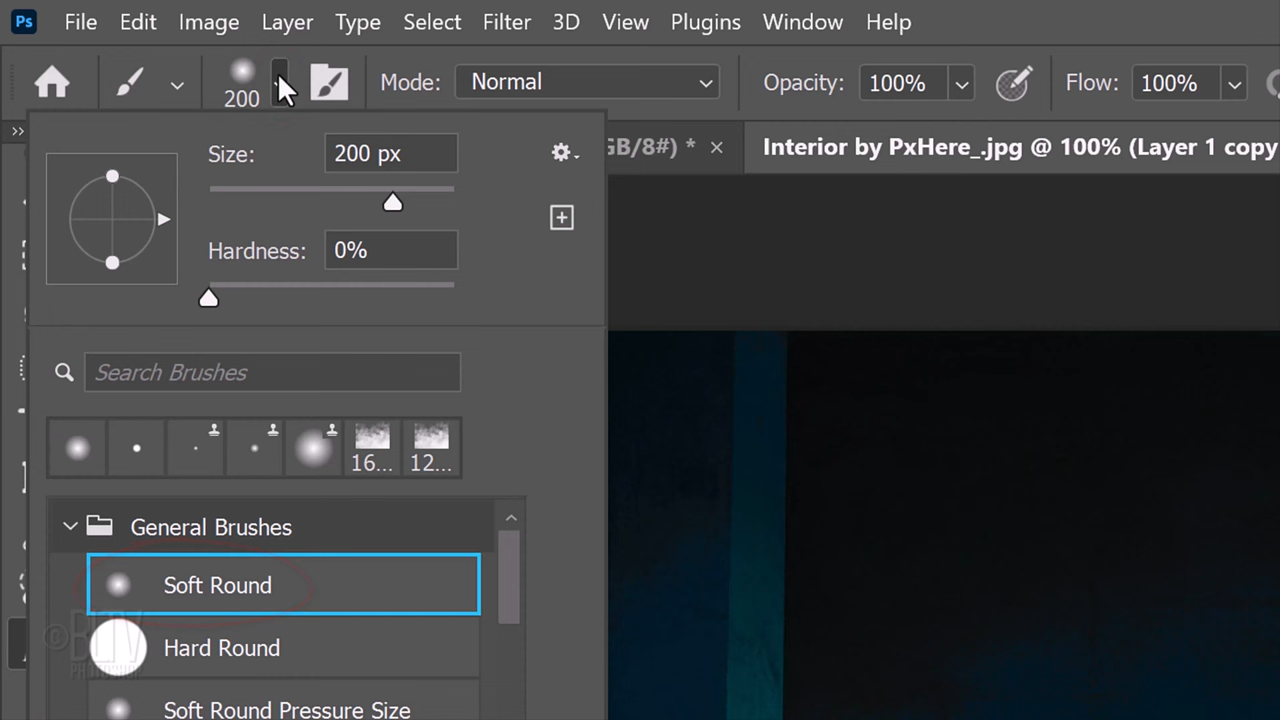 Ps File Edit Image Layer Type Select Filter 3D View Plugins Window Help
200 Mode: Normal Opacity: 100% Flow: 100%
GB/8#) * × Interior by PxHere_.jpg @ 100% (Layer 1 copy
Size: 200 px
Hardness: 0%
Search Brushes
16... 12...
General Brushes
Soft Round
Hard Round
Soft Round Pressure Size
©BLTV
PHOTOSHOP